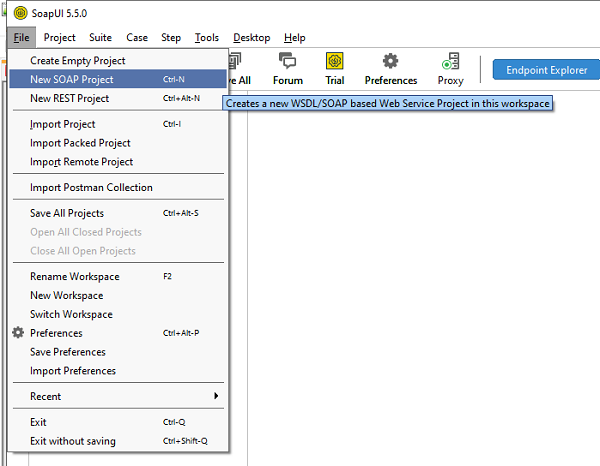 SoapUI 5.5.0
File Project Suite Case Step Tools Desktop Help
Create Empty Project
New SOAP Project Ctrl-N
New REST Project Ctrl+Alt-N
Import Project Ctrl-I
Import Packed Project
Import Remote Project
Import Postman Collection
Save All Projects Ctrl+Alt-S
Open All Closed Projects
Close All Open Projects
Rename Workspace F2
New Workspace
Switch Workspace
Preferences Ctrl+Alt-P
Save Preferences
Import Preferences
Recent
Exit Ctrl-Q
Exit without saving Ctrl+Shift-Q
All Forum Trial Preferences Proxy Endpoint Explorer
Creates a new WSDL/SOAP based Web Service Project in this workspace